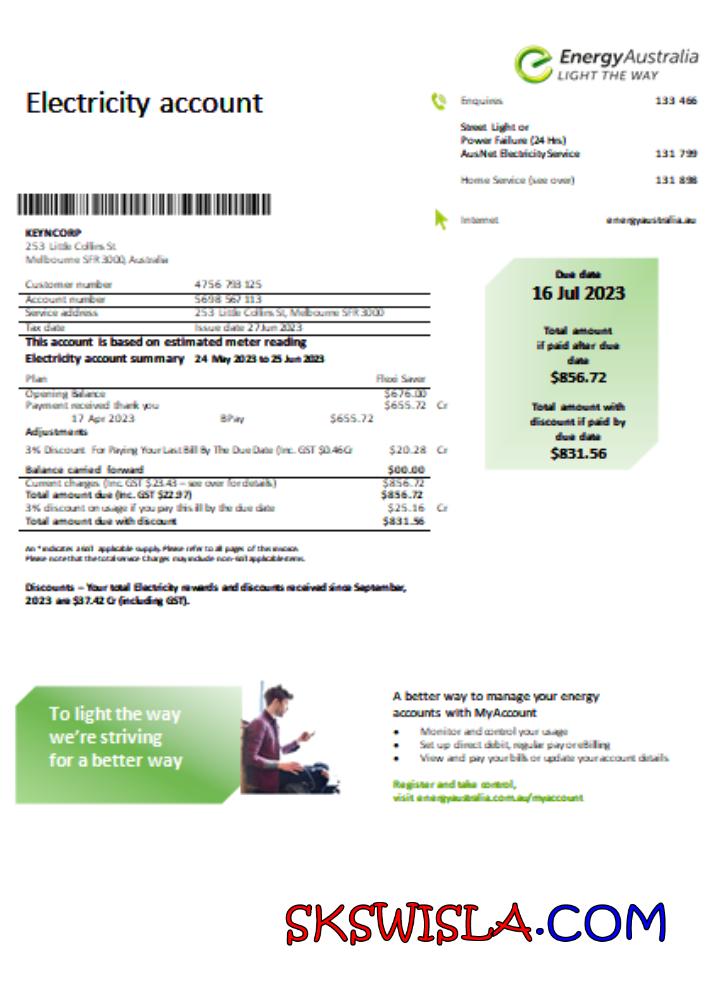 EnergyAustralia
LIGHT THE WAY
Electricity account
Enquires 133 466
Street Light or
Power Failure (24 Hrs)
AusNet Electricity Service 131 799
Home Service (see over) 131 898
Internet energyaustralia.au
KEYNCORP
253 Little Collins St
Melbourne SFR 3000, Australia
Customer number 4756 793 125
Account number 5698 567 113
Service address 253 Little Collins St, Melbourne SFR 3000
Tax date Issue date 27 Jun 2023
This account is based on estimated meter reading
Electricity account summary 24 May 2023 to 25 Jun 2023
Plan Flexi Saver
Opening Balance $676.00
Payment received thank you $655.72 Cr
17 Apr 2023 BPay $655.72
Adjustments
3% Discount For Paying Your Last Bill By The Due Date (Inc. GST $0.46Cr $20.28 Cr
Balance carried forward $00.00
Current charges (Inc. GST $23.43 – see over for details) $856.72
Total amount due (Inc. GST $22.97) $856.72
3% discount on usage if you pay this ill by the due date $25.16 Cr
Total amount due with discount $831.56
Due date
16 Jul 2023
Total amount
if paid after due
date
$856.72
Total amount with
discount if paid by
due date
$831.56
An * indicates a applicable supply. Please refer to all pages of this invoice.
Please note that the total service Charges may include non- applicable items.
Discounts – Your total Electricity rewards and discounts received since September,
2023 are $37.42 Cr (including GST).
To light the way
we're striving
for a better way
A better way to manage your energy
accounts with MyAccount
• Monitor and control your usage
• Set up direct debit, regular pay or eBilling
• View and pay your bills or update your account details
Register and take control,
visit energyaustralia.com.au/myaccount
SKSWISLA.COM